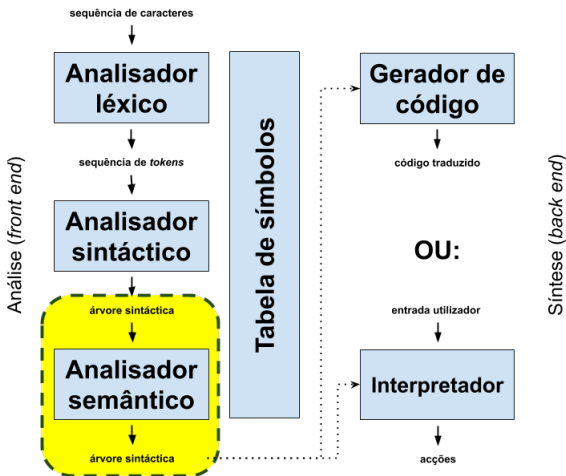 sequência de caracteres
Analisador
léxico
sequência de tokens
Analisador
sintáctico
árvore sintáctica
Analisador
semântico
árvore sintáctica
Análise (front end)
Tabela de símbolos
Gerador de
código
código traduzido
OU:
entrada utilizador
Interpretador
acções
Síntese (back end)